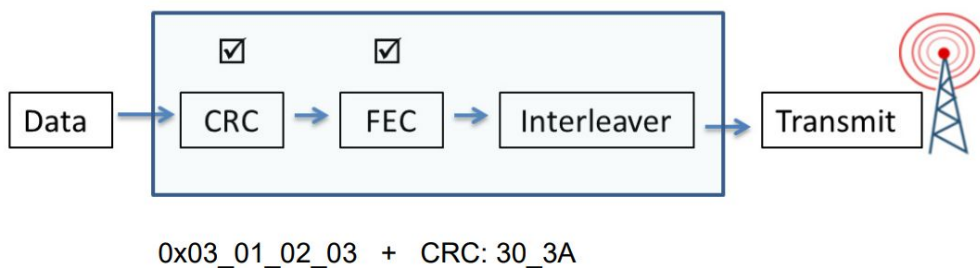 Data CRC FEC Interleaver Transmit
0x03_01_02_03 + CRC: 30_3A